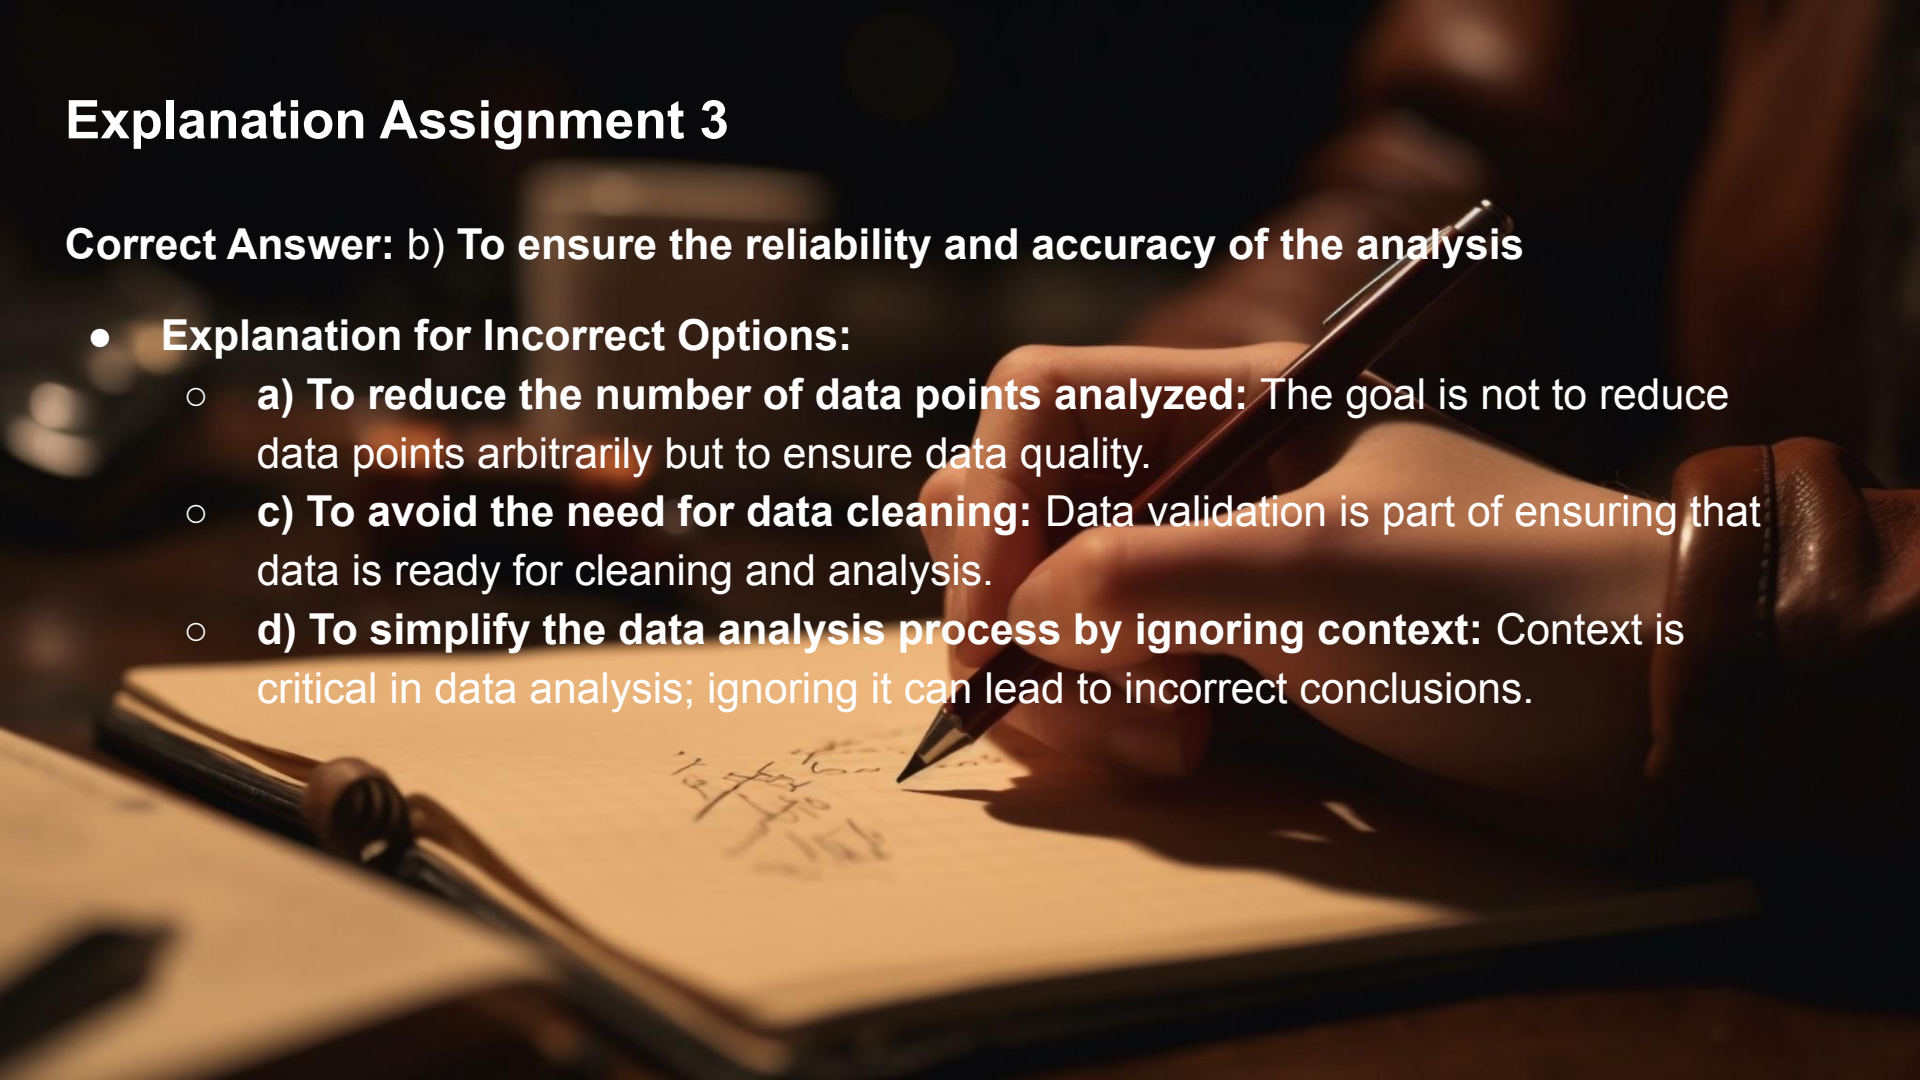 Explanation Assignment 3
Correct Answer: b) To ensure the reliability and accuracy of the analysis
● Explanation for Incorrect Options:
○ a) To reduce the number of data points analyzed: The goal is not to reduce
data points arbitrarily but to ensure data quality.
○ c) To avoid the need for data cleaning: Data validation is part of ensuring that
data is ready for cleaning and analysis.
○ d) To simplify the data analysis process by ignoring context: Context is
critical in data analysis; ignoring it can lead to incorrect conclusions.